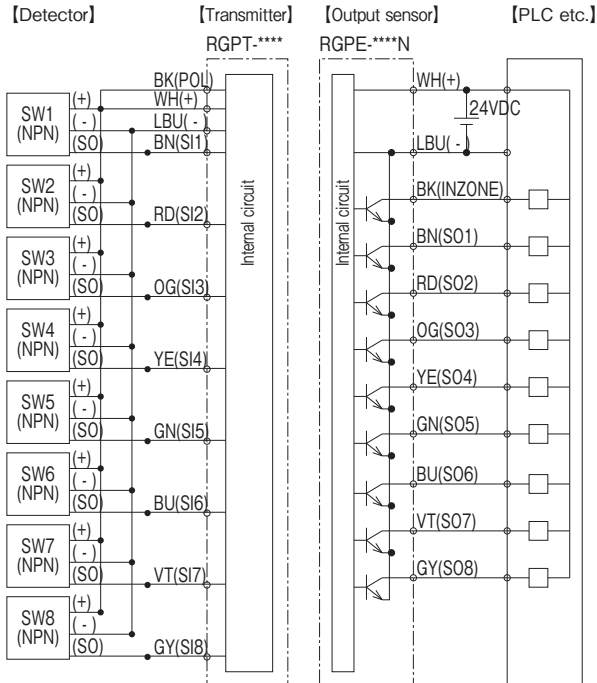 【Detector】 【Transmitter】 【Output sensor】 【PLC etc.】
RGPT-**** RGPE-****N
BK(POL)
WH(+)
LBU( - )
BN(SI1)
SW1
(NPN)
(+)
( - )
(SO)
SW2
(NPN)
(+)
( - )
(SO)
RD(SI2)
SW3
(NPN)
(+)
( - )
(SO)
OG(SI3)
SW4
(NPN)
(+)
( - )
(SO)
YE(SI4)
SW5
(NPN)
(+)
( - )
(SO)
GN(SI5)
SW6
(NPN)
(+)
( - )
(SO)
BU(SI6)
SW7
(NPN)
(+)
( - )
(SO)
VT(SI7)
SW8
(NPN)
(+)
( - )
(SO)
GY(SI8)
Internal circuit
Internal circuit
WH(+)
24VDC
LBU( - )
BK(INZONE)
BN(SO1)
RD(SO2)
OG(SO3)
YE(SO4)
GN(SO5)
BU(SO6)
VT(SO7)
GY(SO8)